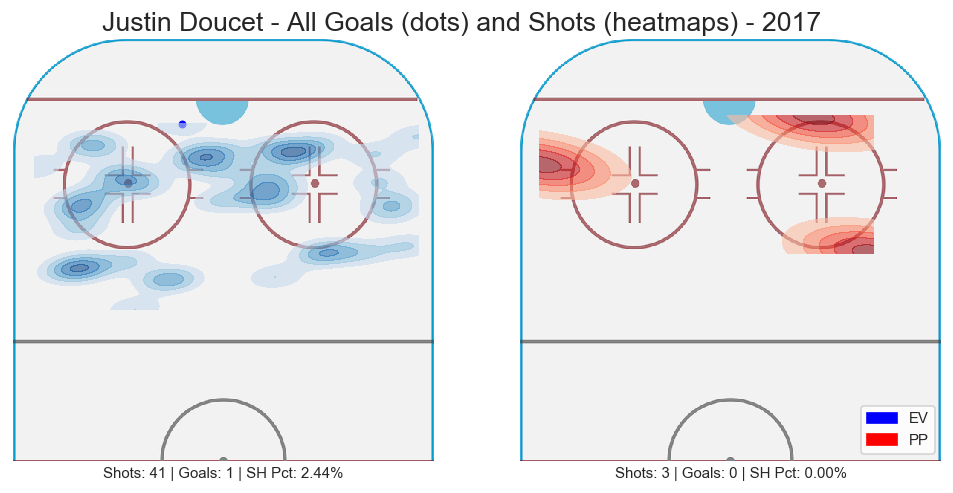 Justin Doucet - All Goals (dots) and Shots (heatmaps) - 2017
EV
PP
Shots: 41 | Goals: 1 | SH Pct: 2.44%
Shots: 3 | Goals: 0 | SH Pct: 0.00%